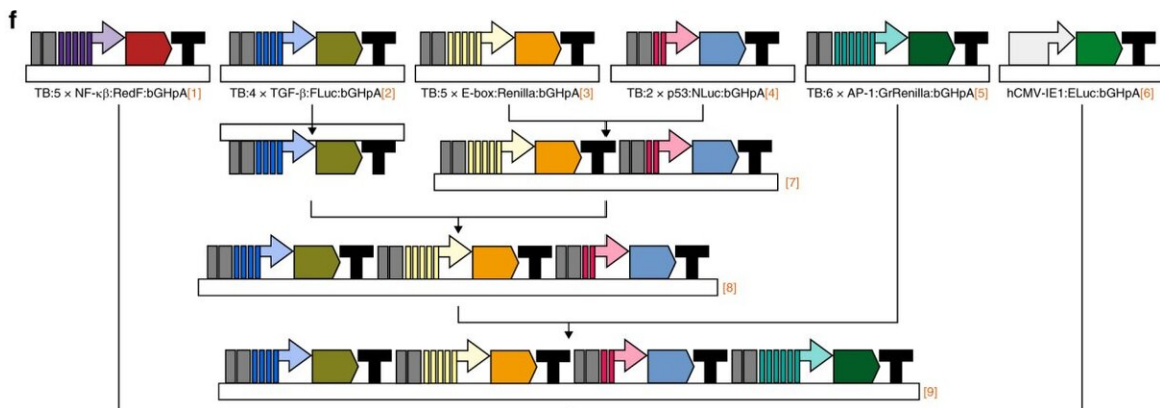 f
TB:5 × NF-κβ:RedF:bGHpA[1] TB:4 × TGF-β:FLuc:bGHpA[2] TB:5 × E-box:Renilla:bGHpA[3] TB:2 × p53:NLuc:bGHpA[4] TB:6 × AP-1:GrRenilla:bGHpA[5] hCMV-IE1:ELuc:bGHpA[6]
[7]
[8]
[9]